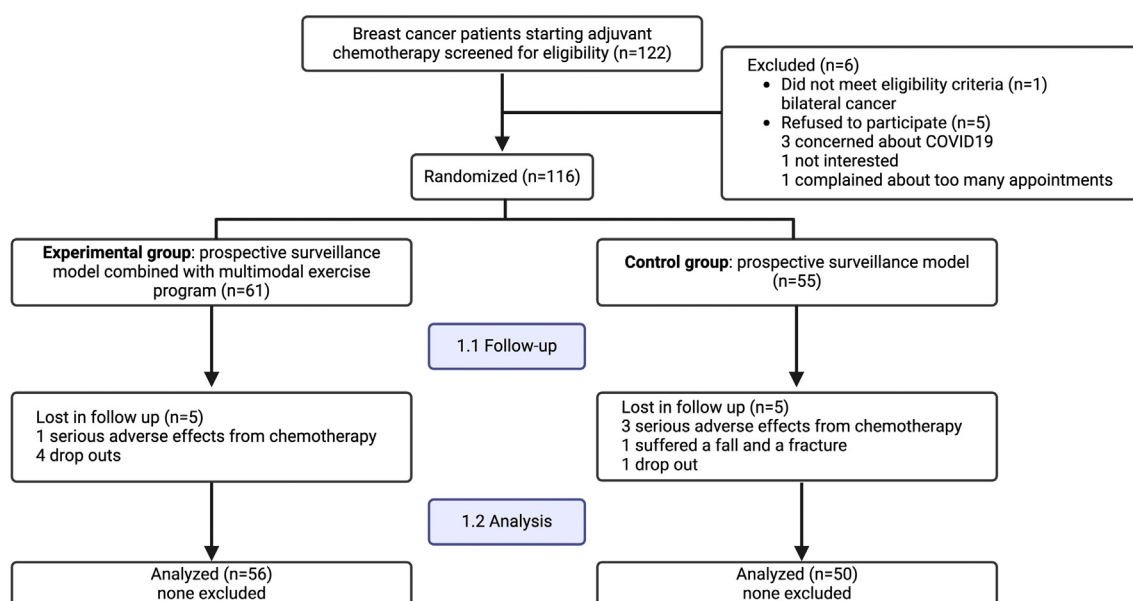 Breast cancer patients starting adjuvant
chemotherapy screened for eligibility (n=122)
Excluded (n=6)
• Did not meet eligibility criteria (n=1)
bilateral cancer
• Refused to participate (n=5)
3 concerned about COVID19
1 not interested
1 complained about too many appointments
Randomized (n=116)
Experimental group: prospective surveillance
model combined with multimodal exercise
program (n=61)
Control group: prospective surveillance model
(n=55)
1.1 Follow-up
Lost in follow up (n=5)
1 serious adverse effects from chemotherapy
4 drop outs
Lost in follow up (n=5)
3 serious adverse effects from chemotherapy
1 suffered a fall and a fracture
1 drop out
1.2 Analysis
Analyzed (n=56)
none excluded
Analyzed (n=50)
none excluded